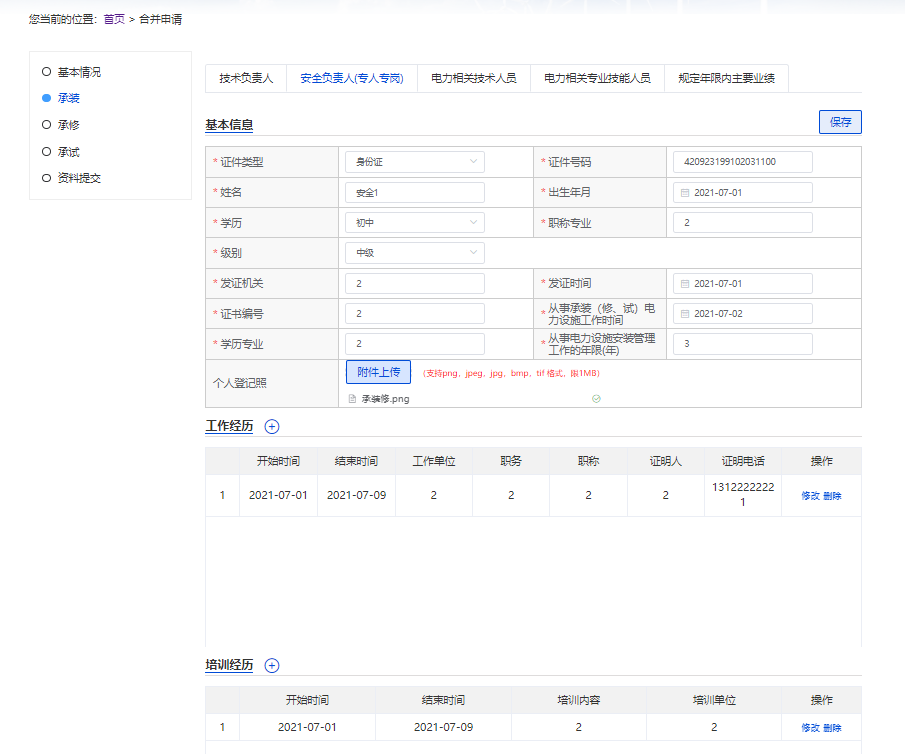 您当前的位置：首页 > 合并申请
基本情况
承装
承修
承试
资料提交
技术负责人 安全负责人(专人专岗) 电力相关技术人员 电力相关专业技能人员 规定年限内主要业绩
基本信息 保存
* 证件类型 身份证 * 证件号码 420923199102031100
* 姓名 安全1 * 出生年月 2021-07-01
* 学历 初中 * 职称专业 2
* 级别 中级
* 发证机关 2 * 发证时间 2021-07-01
* 证书编号 2 * 从事承装（修、试）电力设施工作时间 2021-07-02
* 学历专业 2 * 从事电力设施安装管理工作的年限(年) 3
个人登记照 附件上传 （支持png，jpeg，jpg，bmp，tif 格式，限1MB）
承装修.png
工作经历
开始时间 结束时间 工作单位 职务 职称 证明人 证明电话 操作
1 2021-07-01 2021-07-09 2 2 2 2 13122222221 修改 删除
培训经历
开始时间 结束时间 培训内容 培训单位 操作
1 2021-07-01 2021-07-09 2 2 修改 删除